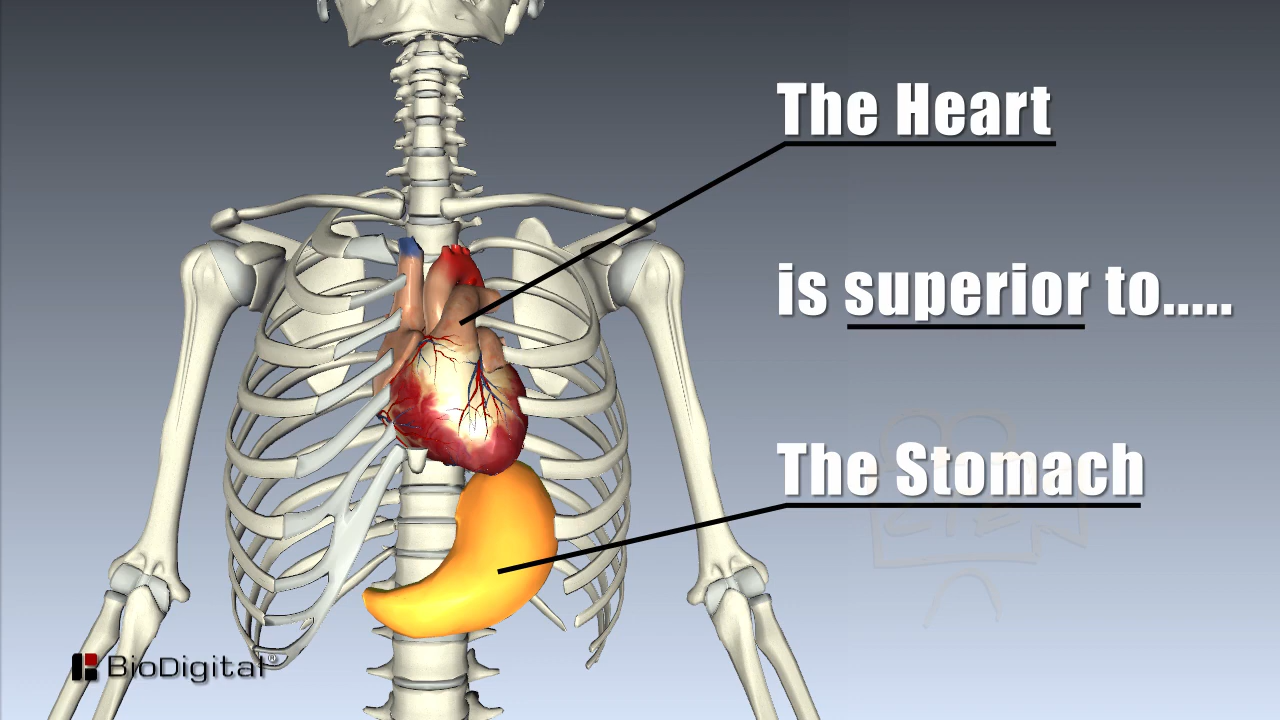 The Heart
is superior to.....
The Stomach
BioDigital®